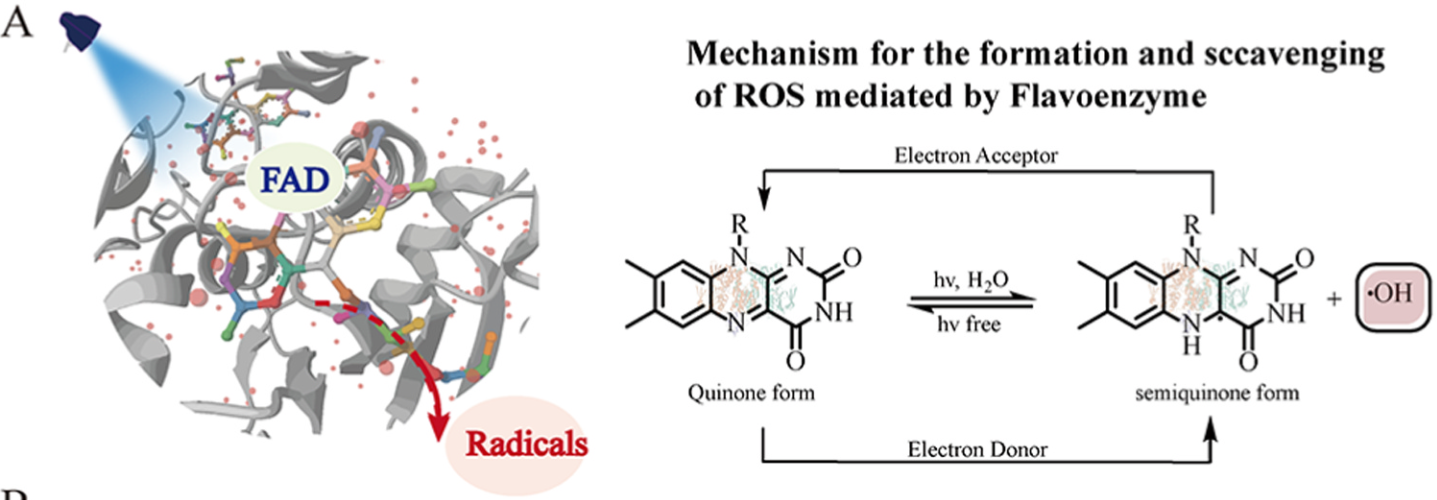 A
Mechanism for the formation and sccavenging
of ROS mediated by Flavoenzyme
FAD
Radicals
Electron Acceptor
R
N
N
O
NH
N
O
Quinone form
hv, H₂O
hv free
R
N
N
O
NH
N
H
O
semiquinone form
+
·OH
Electron Donor